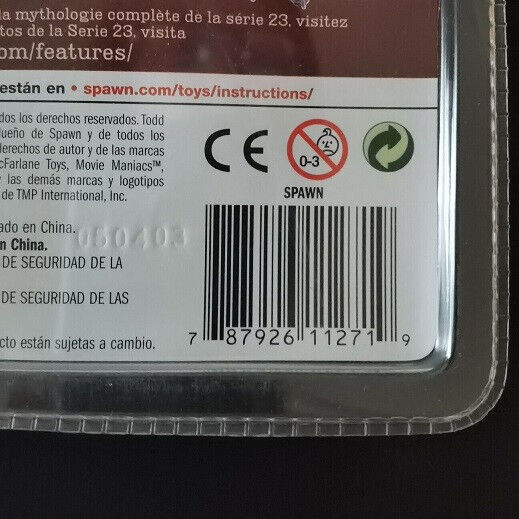 la mythologie complète de la série 23, visitez
tos de la Serie 23, visita
om/features/
están en • spawn.com/toys/instructions/
dos los derechos reservados. Todd
ueño de Spawn y de todos los
derechos de autor y de las marcas
cFarlane Toys, Movie Maniacs™,
y las demás marcas y logotipos
de TMP International, Inc.
CE
0-3
SPAWN
ado en China.
n China.
050403
DE SEGURIDAD DE LA
DE SEGURIDAD DE LAS
cto están sujetas a cambio.
7 87926 11271 9